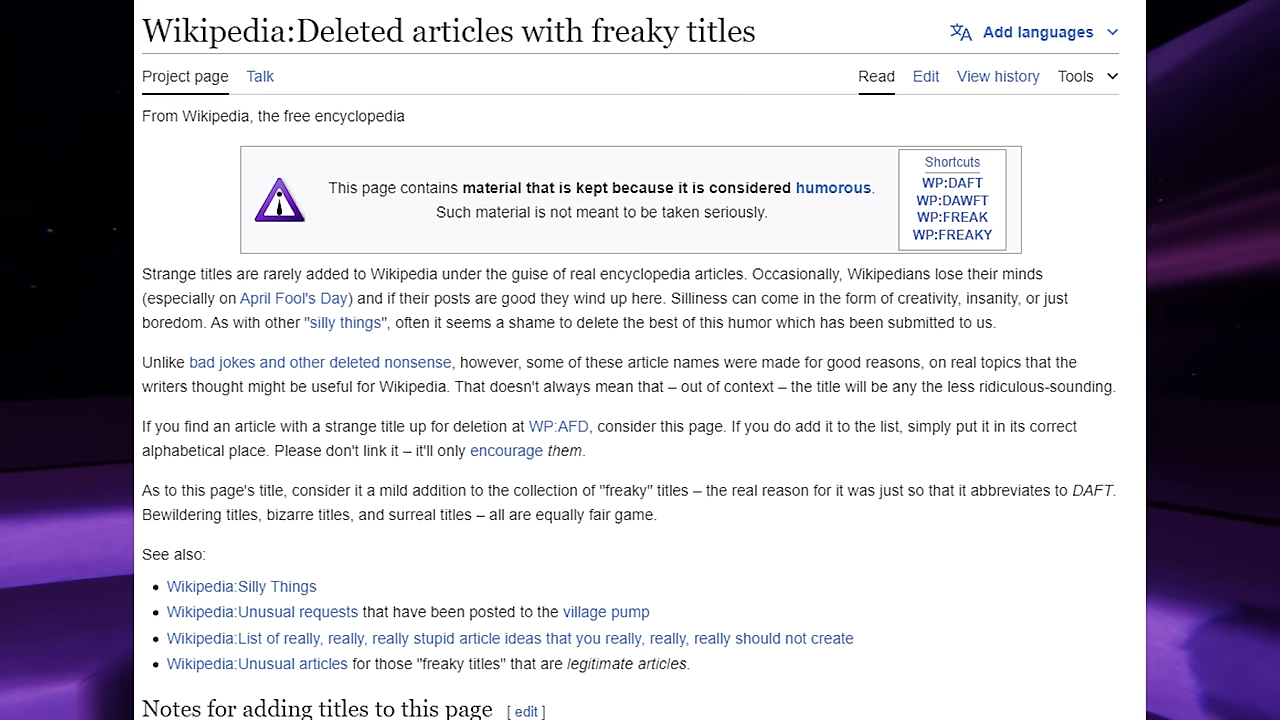 Wikipedia:Deleted articles with freaky titles
Add languages
Project page Talk Read Edit View history Tools
From Wikipedia, the free encyclopedia
This page contains material that is kept because it is considered humorous.
Such material is not meant to be taken seriously.
Shortcuts
WP:DAFT
WP:DAWFT
WP:FREAK
WP:FREAKY
Strange titles are rarely added to Wikipedia under the guise of real encyclopedia articles. Occasionally, Wikipedians lose their minds
(especially on April Fool's Day) and if their posts are good they wind up here. Silliness can come in the form of creativity, insanity, or just
boredom. As with other "silly things", often it seems a shame to delete the best of this humor which has been submitted to us.
Unlike bad jokes and other deleted nonsense, however, some of these article names were made for good reasons, on real topics that the
writers thought might be useful for Wikipedia. That doesn't always mean that – out of context – the title will be any the less ridiculous-sounding.
If you find an article with a strange title up for deletion at WP:AFD, consider this page. If you do add it to the list, simply put it in its correct
alphabetical place. Please don't link it – it'll only encourage them.
As to this page's title, consider it a mild addition to the collection of "freaky" titles – the real reason for it was just so that it abbreviates to DAFT.
Bewildering titles, bizarre titles, and surreal titles – all are equally fair game.
See also:
• Wikipedia:Silly Things
• Wikipedia:Unusual requests that have been posted to the village pump
• Wikipedia:List of really, really, really stupid article ideas that you really, really, really should not create
• Wikipedia:Unusual articles for those "freaky titles" that are legitimate articles.
Notes for adding titles to this page [ edit ]